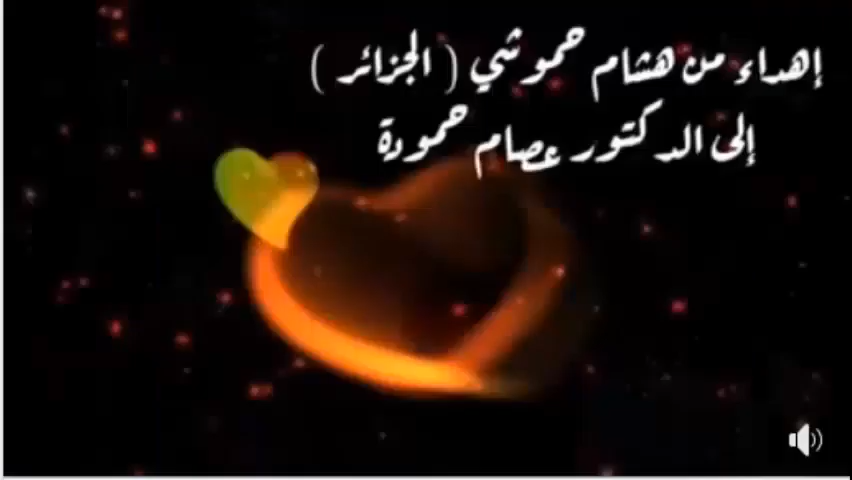 إهداء من هشام حموشي ( الجزائر )
إلى الدكتور عصام حمودة